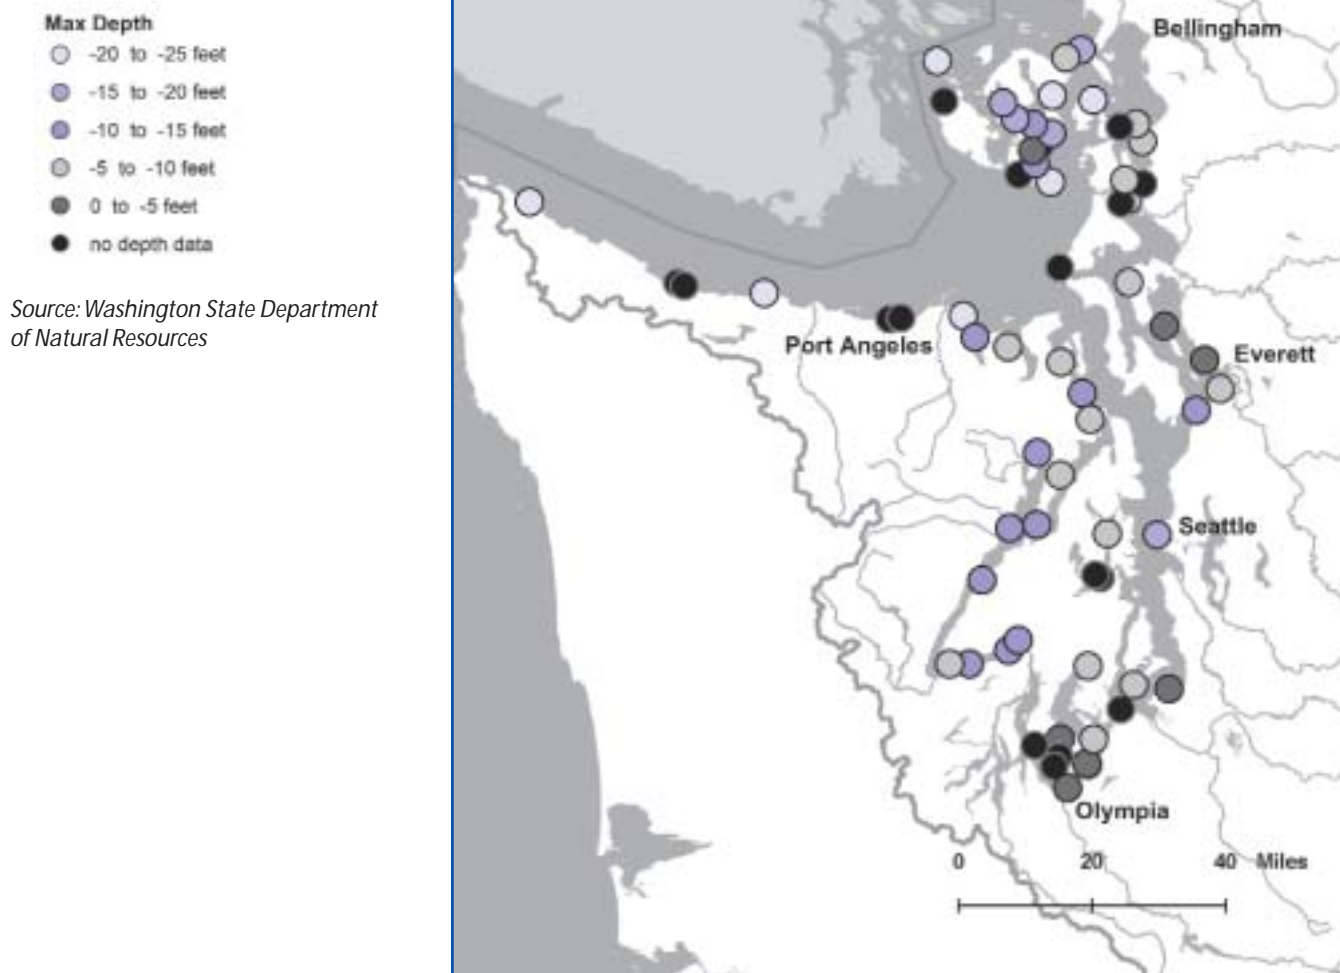 Max Depth
-20 to -25 feet
-15 to -20 feet
-10 to -15 feet
-5 to -10 feet
0 to -5 feet
no depth data
Source: Washington State Department
of Natural Resources
Bellingham
Port Angeles
Everett
Seattle
Olympia
0 20 40 Miles